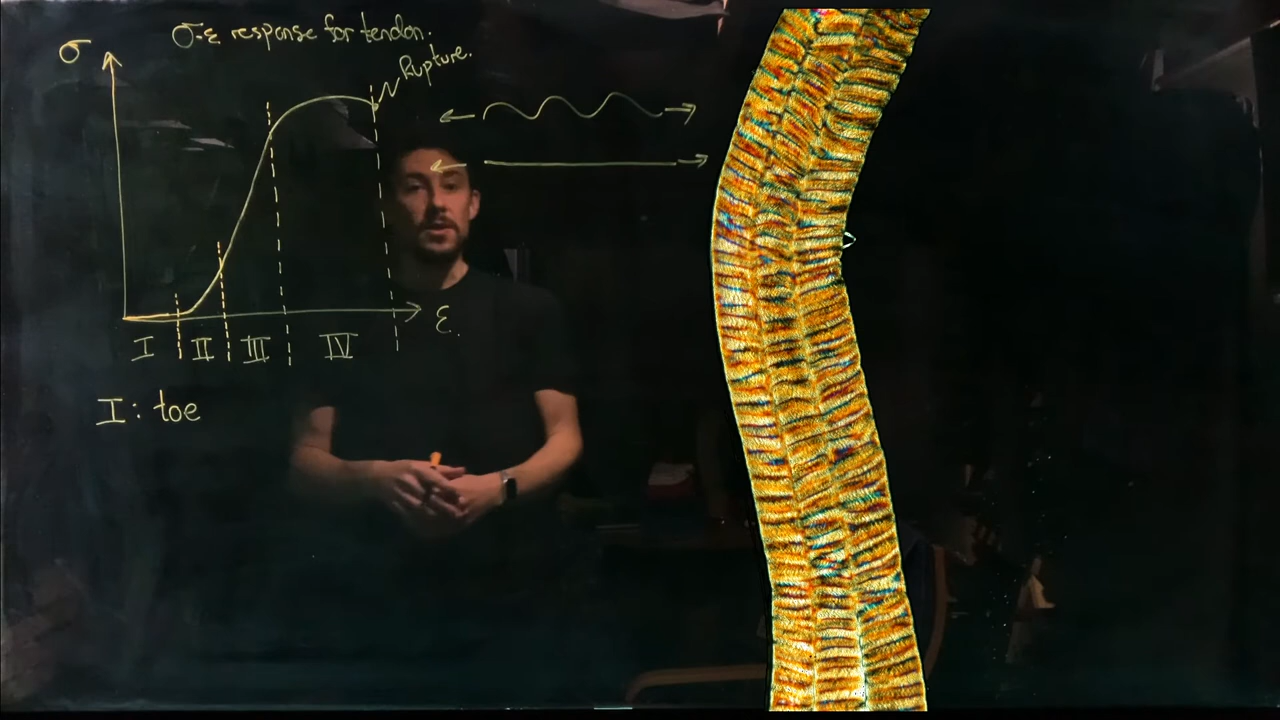 σ-ε response for tendon.
σ
Rupture.
ε.
I II III IV
I: toe